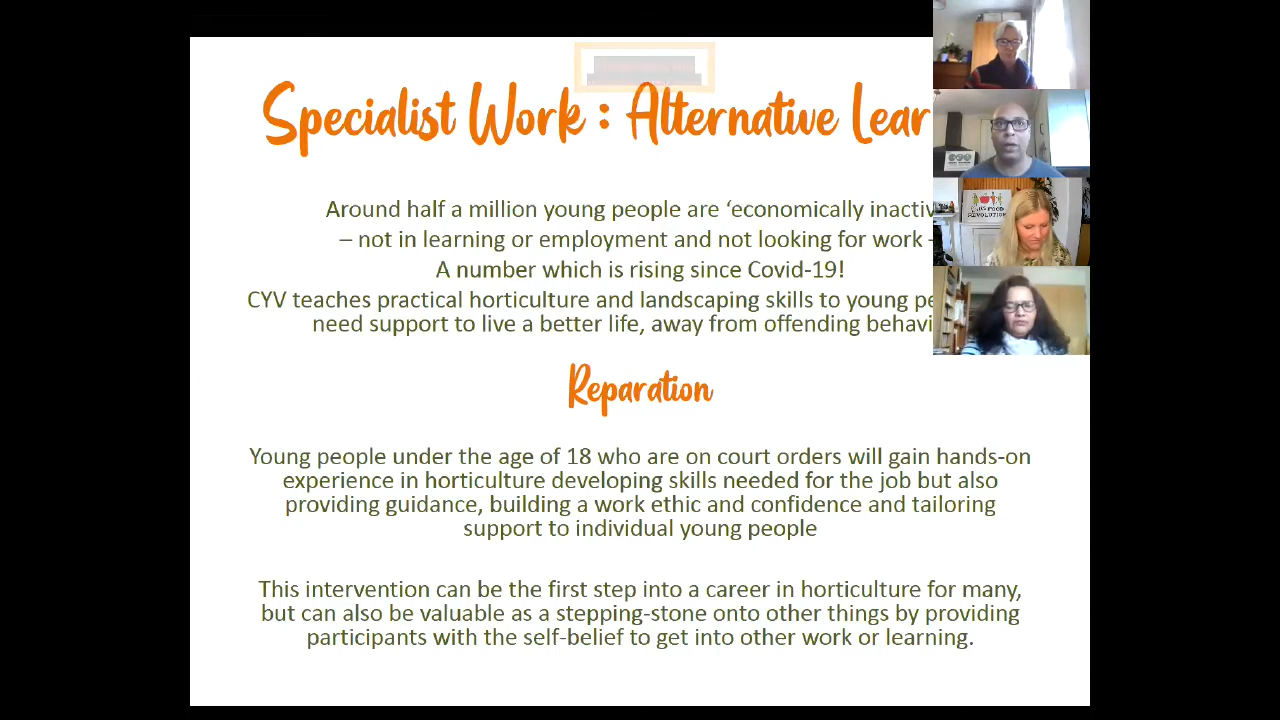 Specialist Work : Alternative Lear
Around half a million young people are ‘economically inactiv
– not in learning or employment and not looking for work –
A number which is rising since Covid-19!
CYV teaches practical horticulture and landscaping skills to young pe
need support to live a better life, away from offending behavi
Reparation
Young people under the age of 18 who are on court orders will gain hands-on
experience in horticulture developing skills needed for the job but also
providing guidance, building a work ethic and confidence and tailoring
support to individual young people
This intervention can be the first step into a career in horticulture for many,
but can also be valuable as a stepping-stone onto other things by providing
participants with the self-belief to get into other work or learning.
FOOD
REVOLUTION